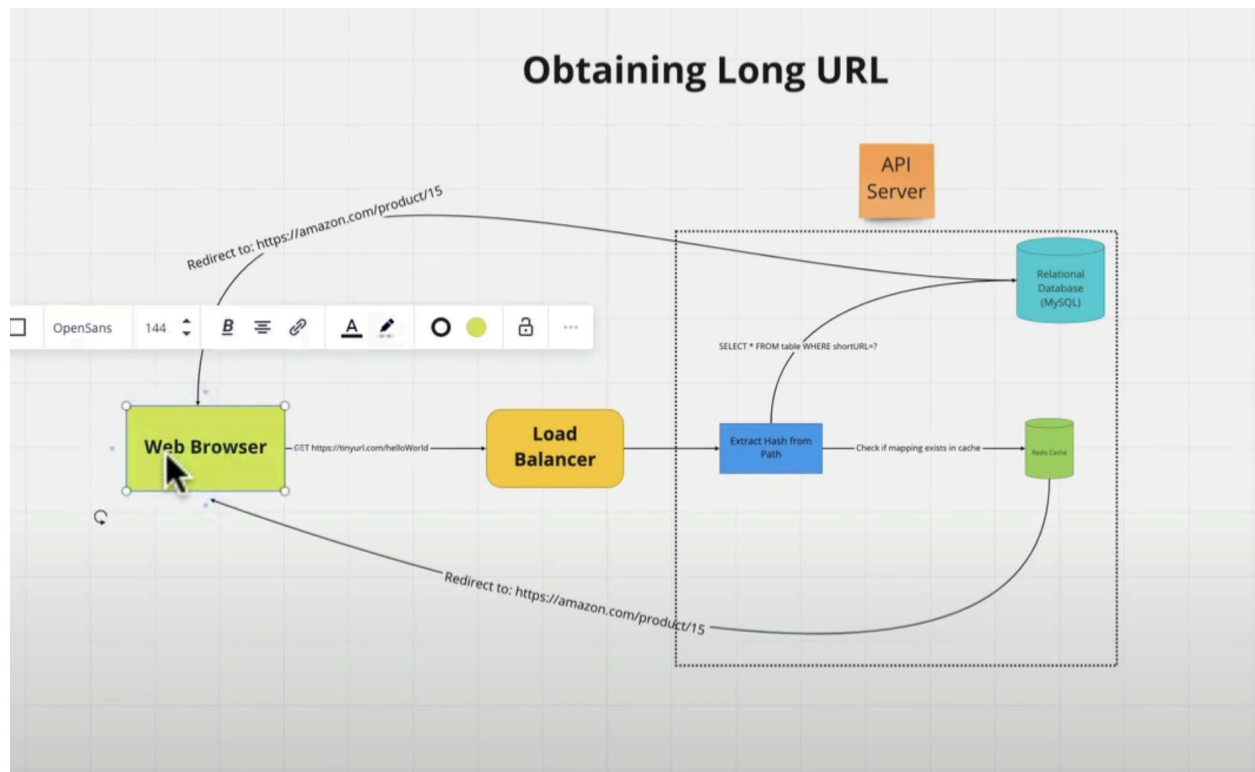 Obtaining Long URL
API
Server
Redirect to: https://amazon.com/product/15
Relational
Database
(MySQL)
OpenSans
144
B
A
SELECT * FROM table WHERE shortURL=?
Web Browser
GET https://tinyurl.com/helloWorld
Load
Balancer
Extract Hash from
Path
Check if mapping exists in cache
Redis Cache
Redirect to: https://amazon.com/product/15